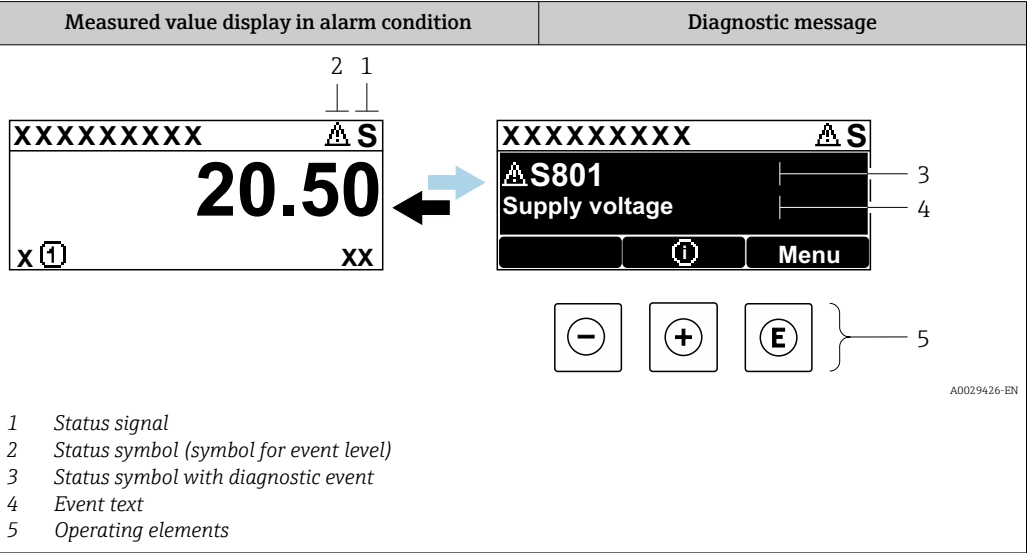 Measured value display in alarm condition Diagnostic message
2 1
XXXXXXXXX ⚠ S
20.50
X 1 XX
XXXXXXXXX ⚠ S
⚠S801 3
Supply voltage 4
i Menu
− + E 5
A0029426-EN
1 Status signal
2 Status symbol (symbol for event level)
3 Status symbol with diagnostic event
4 Event text
5 Operating elements